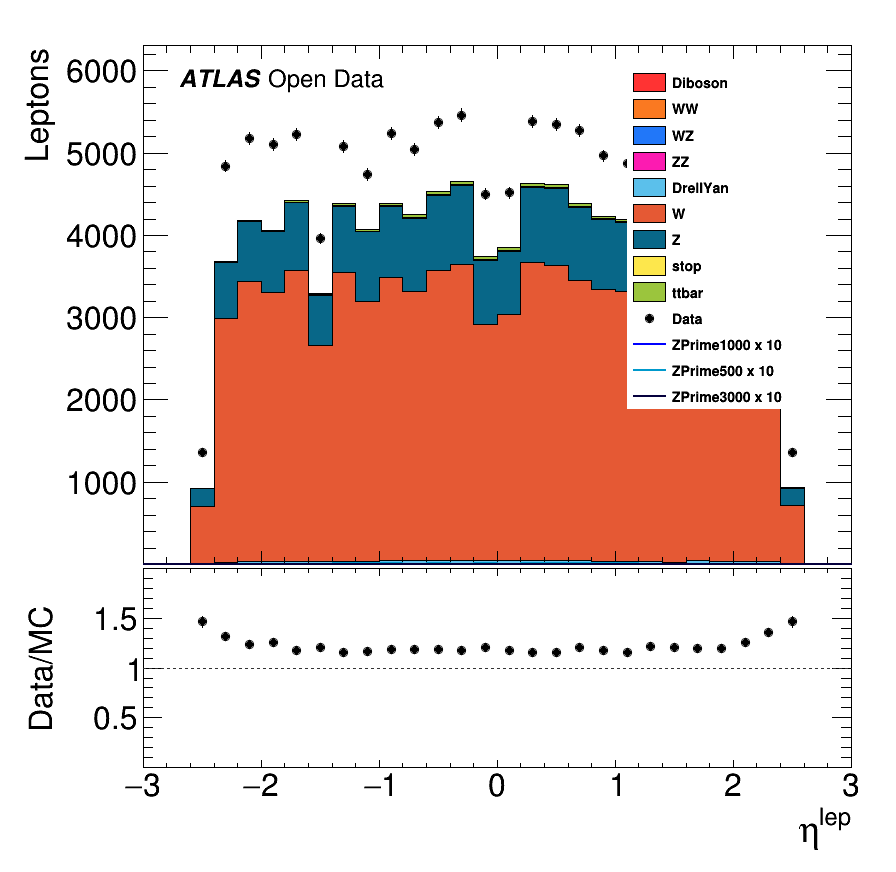 Leptons
6000
5000
4000
3000
2000
1000
ATLAS Open Data
Diboson
WW
WZ
ZZ
DrellYan
W
Z
stop
ttbar
Data
ZPrime1000 x 10
ZPrime500 x 10
ZPrime3000 x 10
Data/MC
1.5
1
0.5
−3 −2 −1 0 1 2 3
η^lep